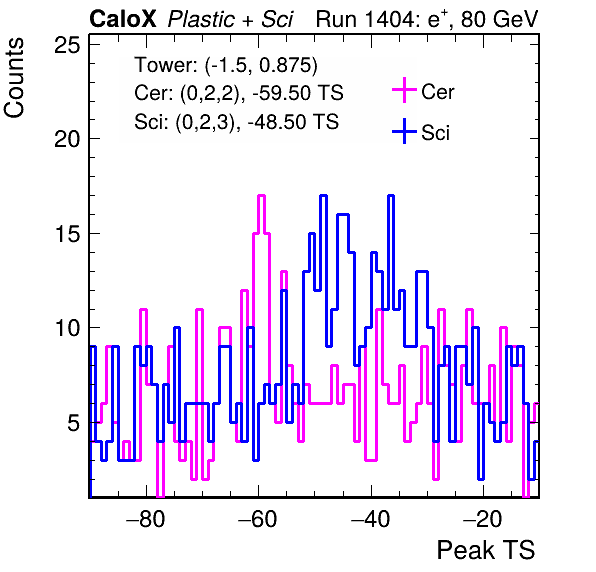 CaloX Plastic + Sci Run 1404: e⁺, 80 GeV
Counts
25
20
15
10
5
Tower: (-1.5, 0.875)
Cer: (0,2,2), -59.50 TS
Sci: (0,2,3), -48.50 TS
Cer
Sci
−80 −60 −40 −20
Peak TS